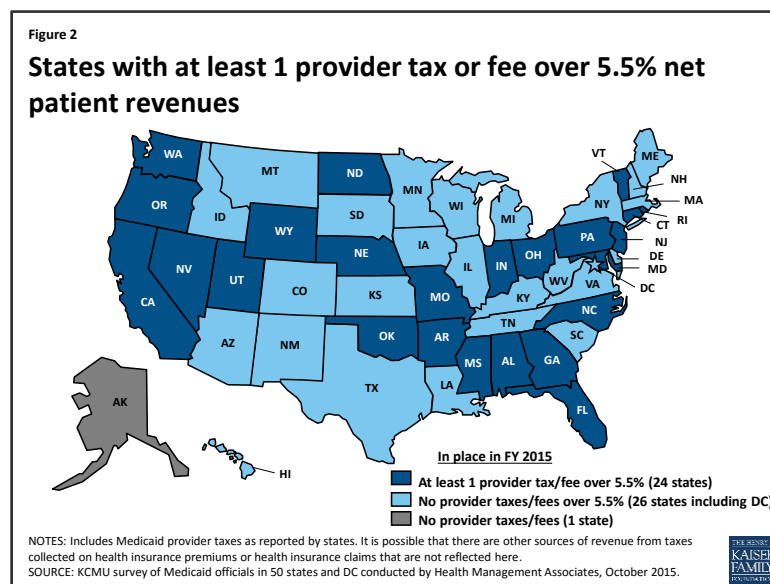 Figure 2
States with at least 1 provider tax or fee over 5.5% net
patient revenues
WA
MT
ND
MN
VT
ME
NH
OR
ID
SD
WI
MI
NY
MA
WY
RI
CT
IA
PA
NJ
NE
NV
UT
IL
IN
OH
DE
MD
CO
WV
VA
DC
CA
KS
MO
KY
NC
TN
AZ
NM
OK
AR
SC
MS
AL
GA
TX
LA
AK
FL
HI
In place in FY 2015
At least 1 provider tax/fee over 5.5% (24 states)
No provider taxes/fees over 5.5% (26 states including DC)
No provider taxes/fees (1 state)
NOTES: Includes Medicaid provider taxes as reported by states. It is possible that there are other sources of revenue from taxes
collected on health insurance premiums or health insurance claims that are not reflected here.
SOURCE: KCMU survey of Medicaid officials in 50 states and DC conducted by Health Management Associates, October 2015.
THE HENRY J.
KAISER
FAMILY
FOUNDATION